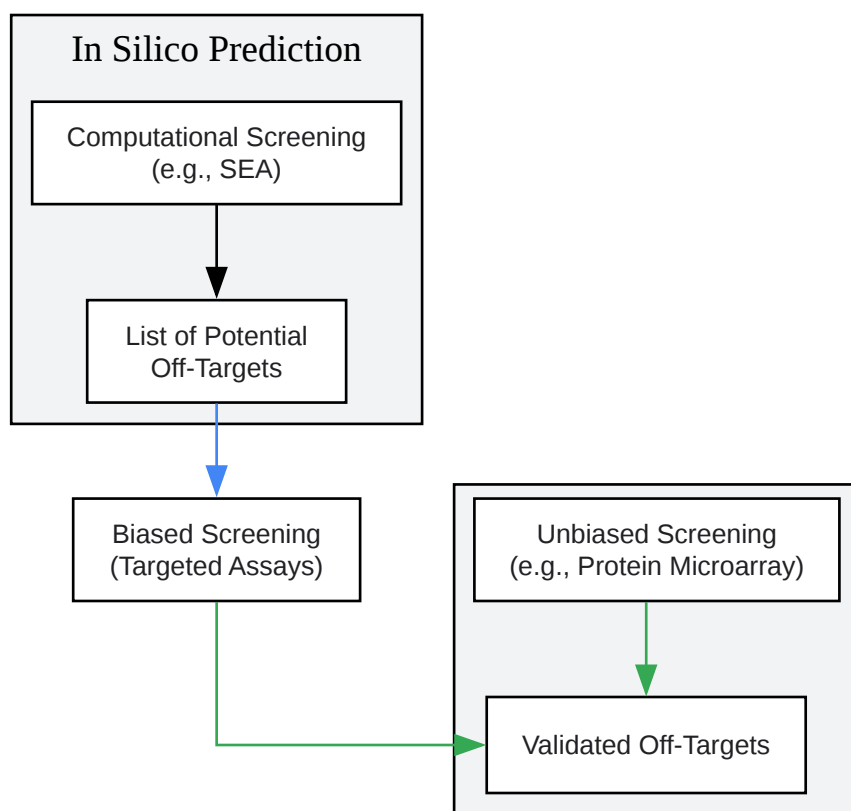 In Silico Prediction
Computational Screening
(e.g., SEA)
List of Potential
Off-Targets
Biased Screening
(Targeted Assays)
Unbiased Screening
(e.g., Protein Microarray)
Validated Off-Targets